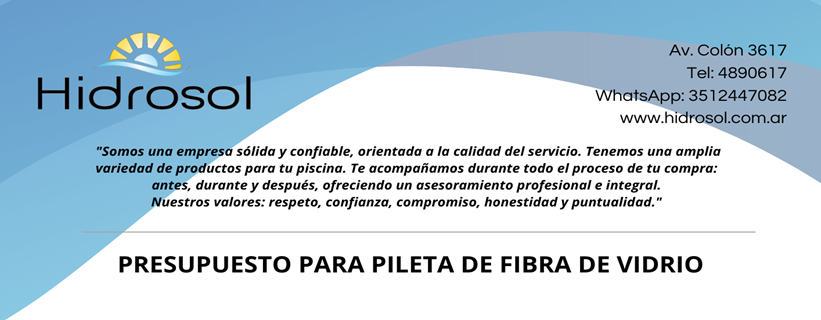 Hidrosol
Av. Colón 3617
Tel: 4890617
WhatsApp: 3512447082
www.hidrosol.com.ar
"Somos una empresa sólida y confiable, orientada a la calidad del servicio. Tenemos una amplia
variedad de productos para tu piscina. Te acompañamos durante todo el proceso de tu compra:
antes, durante y después, ofreciendo un asesoramiento profesional e integral.
Nuestros valores: respeto, confianza, compromiso, honestidad y puntualidad."
PRESUPUESTO PARA PILETA DE FIBRA DE VIDRIO